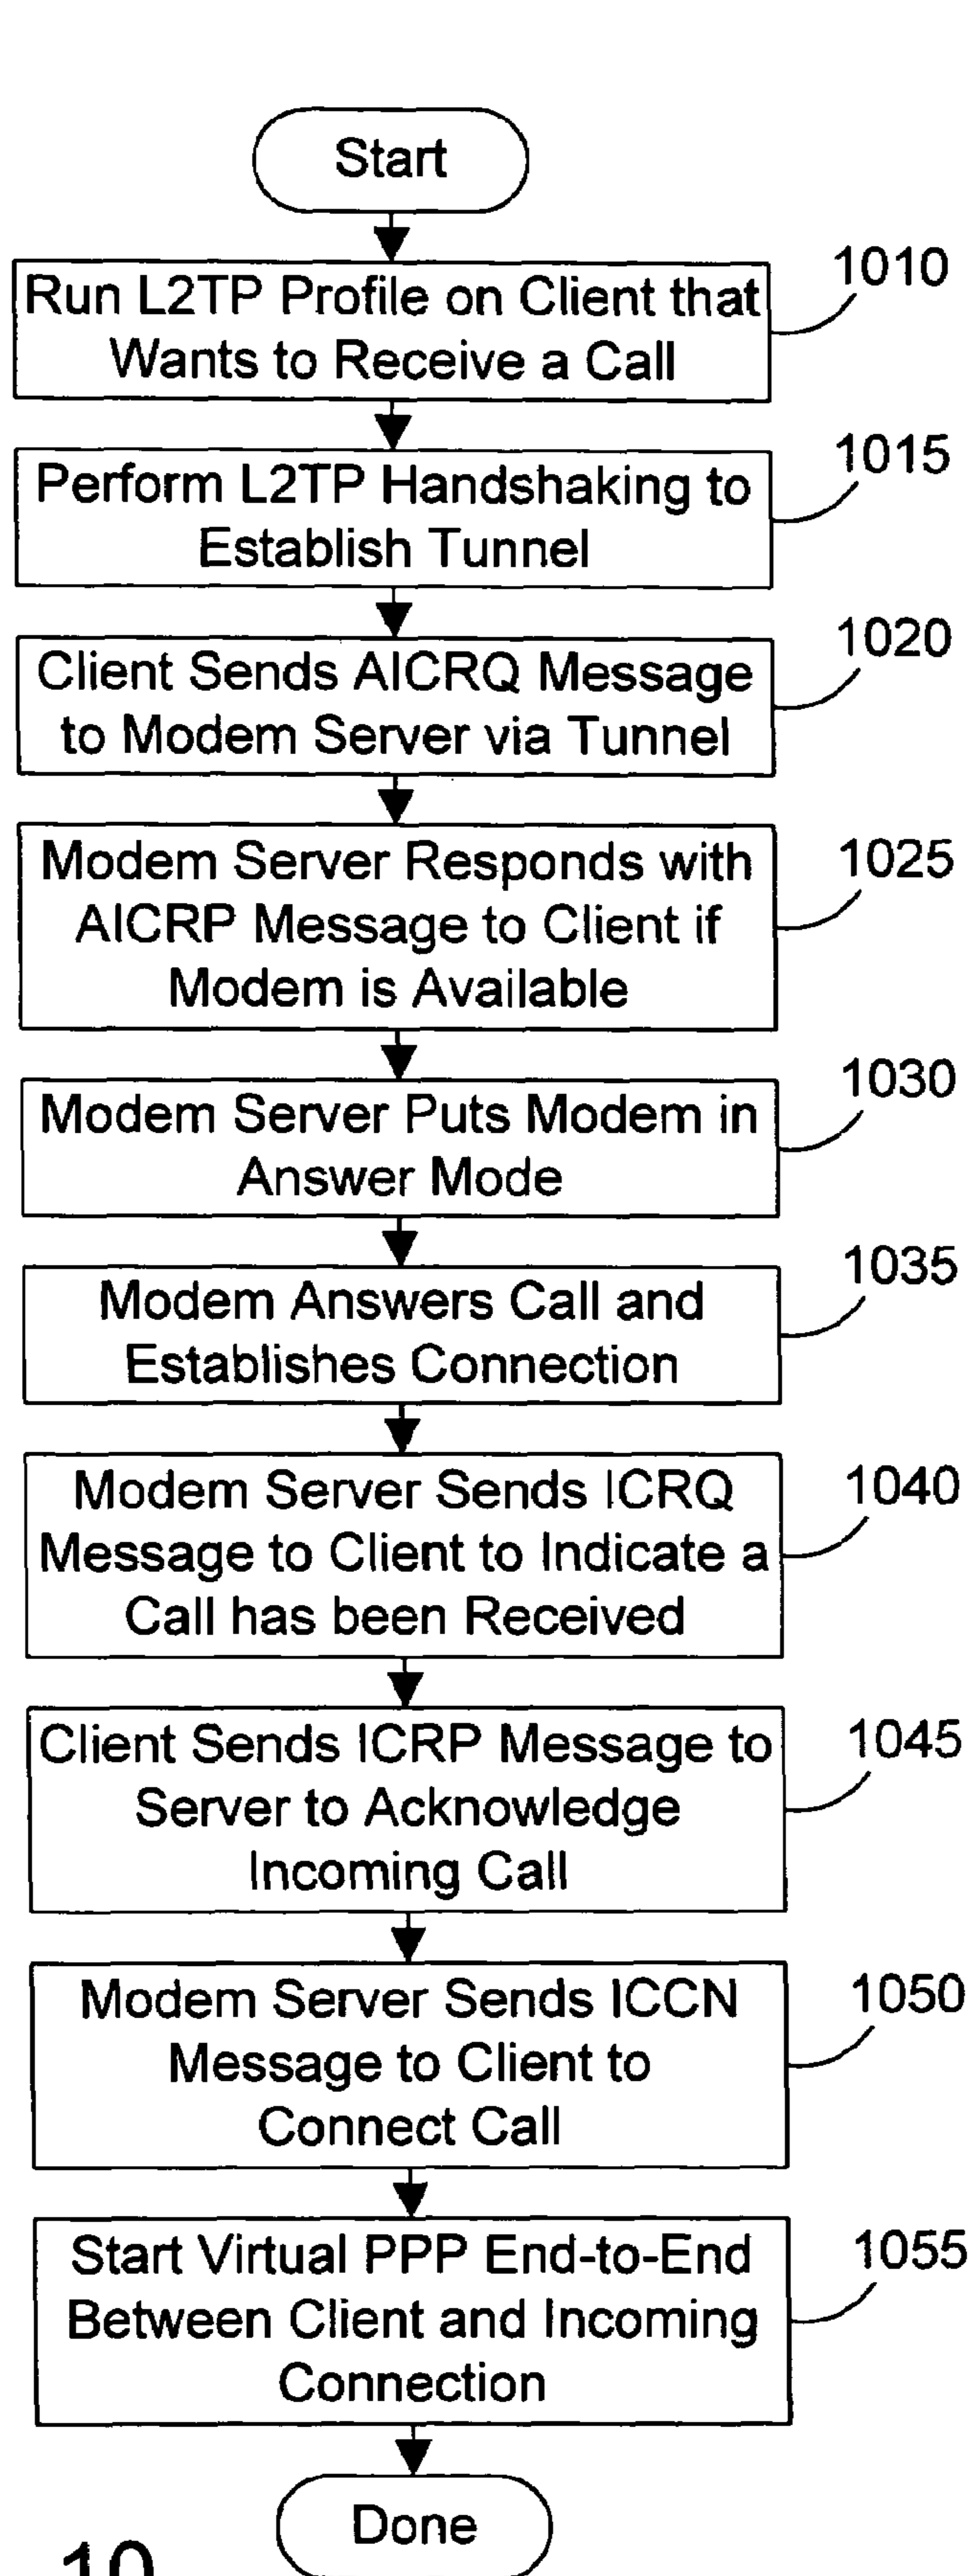 Start
1010
Run L2TP Profile on Client that
Wants to Receive a Call
1015
Perform L2TP Handshaking to
Establish Tunnel
1020
Client Sends AICRQ Message
to Modem Server via Tunnel
1025
Modem Server Responds with
AICRP Message to Client if
Modem is Available
1030
Modem Server Puts Modem in
Answer Mode
1035
Modem Answers Call and
Establishes Connection
1040
Modem Server Sends ICRQ
Message to Client to Indicate a
Call has been Received
1045
Client Sends ICRP Message to
Server to Acknowledge
Incoming Call
1050
Modem Server Sends ICCN
Message to Client to
Connect Call
1055
Start Virtual PPP End-to-End
Between Client and Incoming
Connection
Done
10